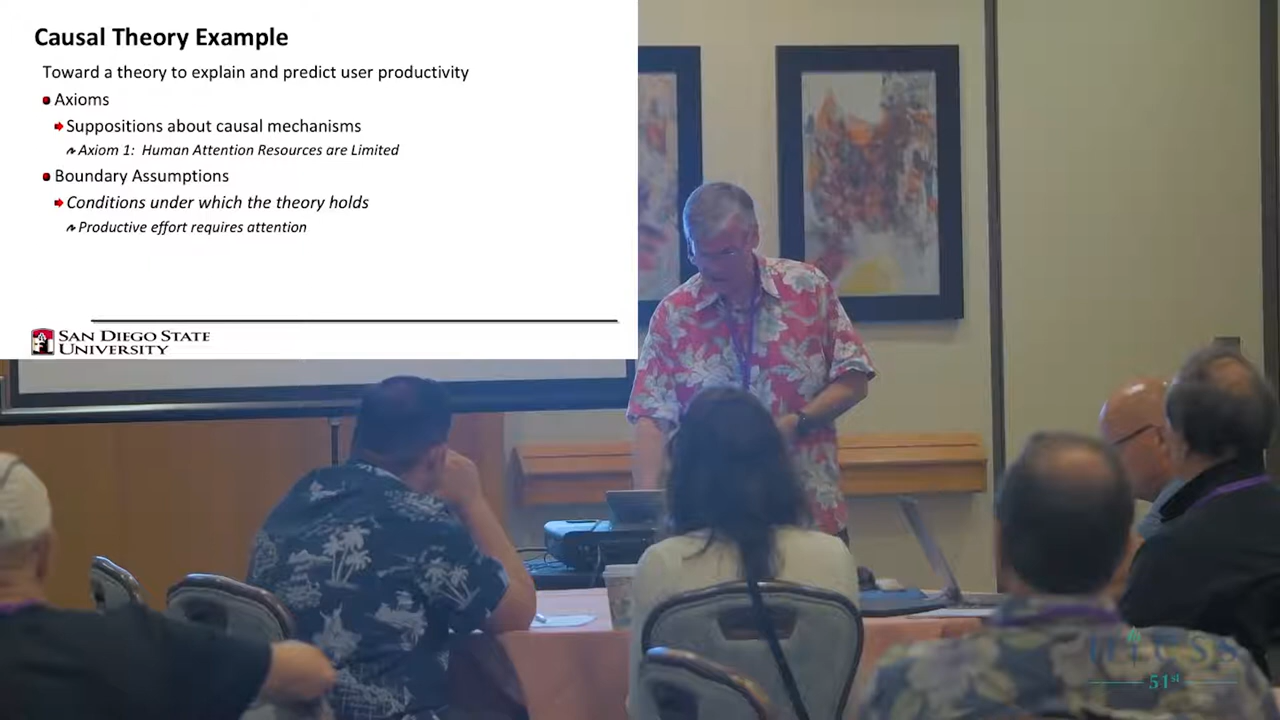 Causal Theory Example
Toward a theory to explain and predict user productivity
Axioms
Suppositions about causal mechanisms
Axiom 1: Human Attention Resources are Limited
Boundary Assumptions
Conditions under which the theory holds
Productive effort requires attention
SAN DIEGO STATE
UNIVERSITY
HICSS
51st